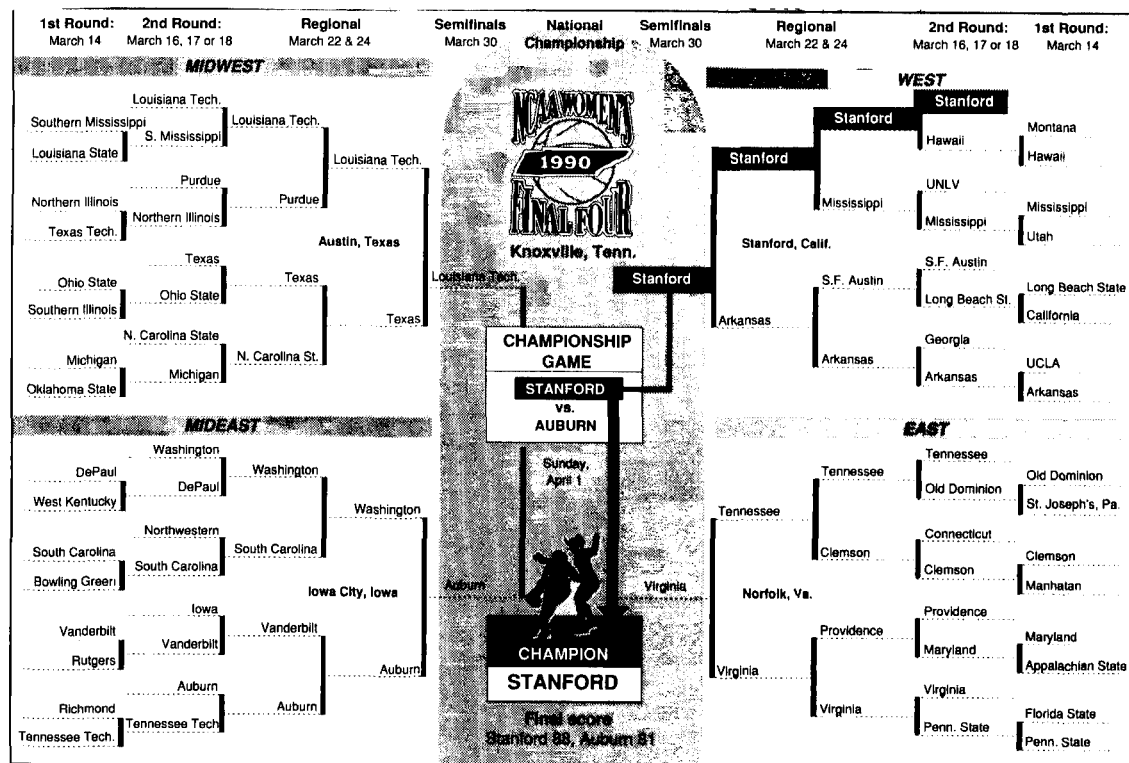 1st Round:
March 14
2nd Round:
March 16, 17 or 18
Regional
March 22 & 24
Semifinals
March 30
National
Championship
Semifinals
March 30
Regional
March 22 & 24
2nd Round:
March 16, 17 or 18
1st Round:
March 14
MIDWEST
Louisiana Tech.
Southern Mississippi
S. Mississippi
Louisiana State
Louisiana Tech.
Louisiana Tech.
Purdue
Northern Illinois
Northern Illinois
Texas Tech.
Purdue
Austin, Texas
Texas
Ohio State
Ohio State
Southern Illinois
Texas
Texas
N. Carolina State
Michigan
Michigan
Oklahoma State
N. Carolina St.
Louisiana Tech.
MIDEAST
Washington
DePaul
DePaul
West Kentucky
Washington
Washington
Northwestern
South Carolina
South Carolina
Bowling Green
South Carolina
Iowa City, Iowa
Iowa
Vanderbilt
Vanderbilt
Rutgers
Vanderbilt
Auburn
Auburn
Richmond
Tennessee Tech
Tennessee Tech.
Auburn
Auburn
NCAA WOMEN'S
1990
FINAL FOUR
Knoxville, Tenn.
CHAMPIONSHIP
GAME
STANFORD
vs.
AUBURN
Sunday,
April 1
CHAMPION
STANFORD
Final score
Stanford 88, Auburn 81
WEST
Stanford
Stanford
Montana
Hawaii
Hawaii
Stanford
UNLV
Mississippi
Mississippi
Mississippi
Utah
Stanford, Calif.
Stanford
S.F. Austin
S.F. Austin
Long Beach State
Long Beach St.
California
Arkansas
Georgia
UCLA
Arkansas
Arkansas
Arkansas
EAST
Tennessee
Tennessee
Old Dominion
Old Dominion
St. Joseph's, Pa.
Tennessee
Connecticut
Clemson
Clemson
Clemson
Manhatan
Virginia
Norfolk, Va.
Providence
Providence
Maryland
Maryland
Appalachian State
Virginia
Virginia
Florida State
Virginia
Penn. State
Penn. State